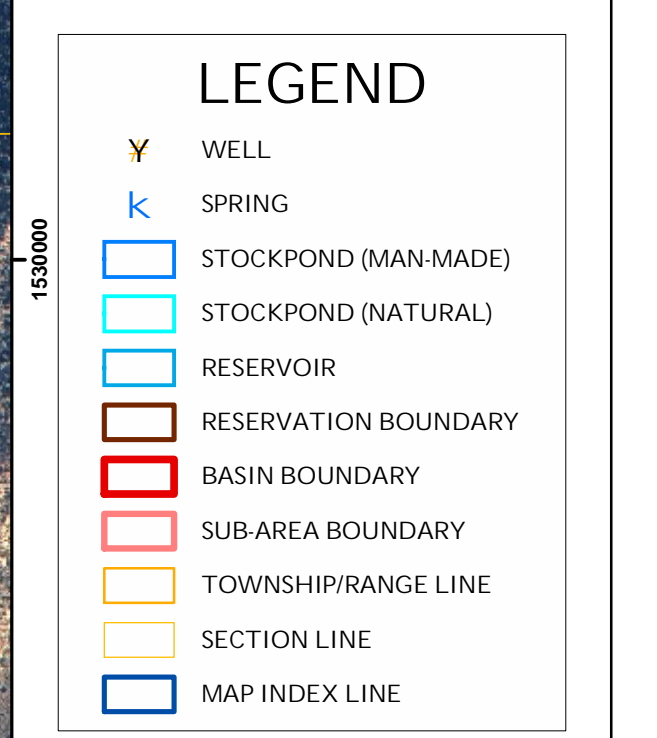 LEGEND
WELL
k SPRING
STOCKPOND (MAN-MADE)
1530000
STOCKPOND (NATURAL)
RESERVOIR
RESERVATION BOUNDARY
BASIN BOUNDARY
SUB-AREA BOUNDARY
TOWNSHIP/RANGE LINE
SECTION LINE
MAP INDEX LINE